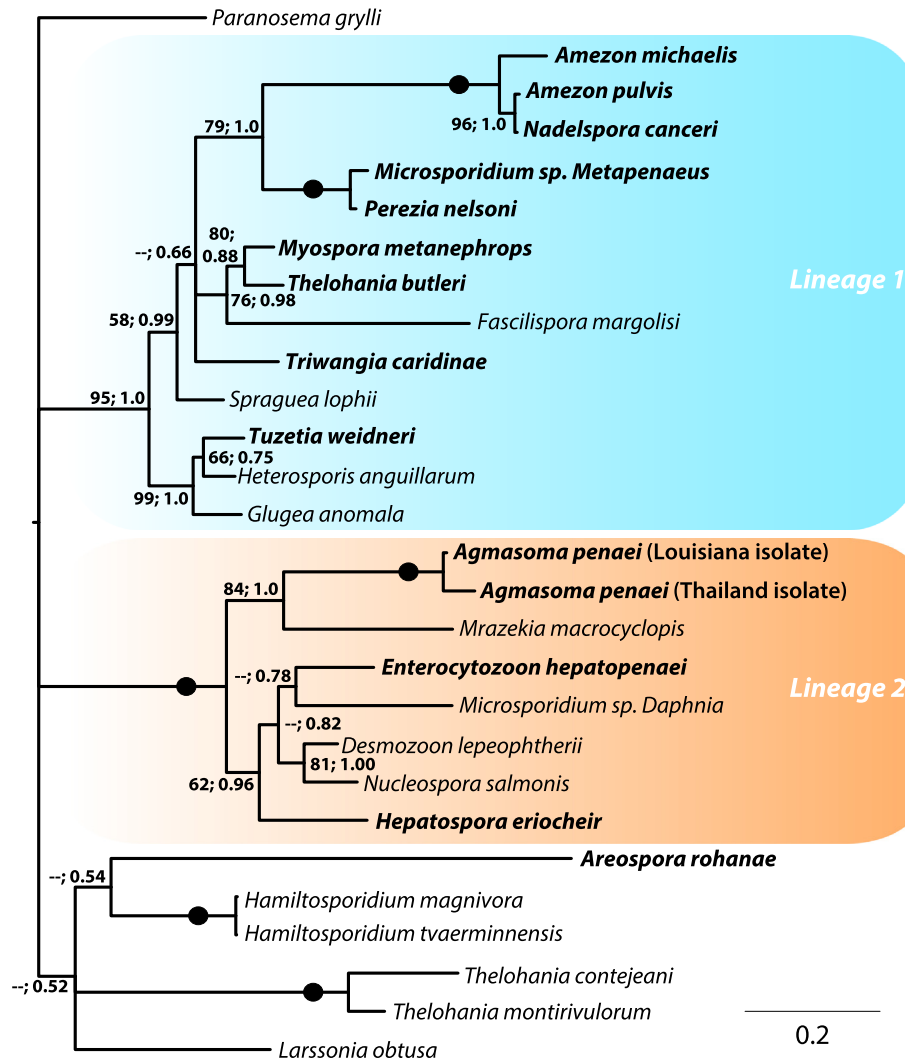 Paranosema grylli
Amezon michaelis
Amezon pulvis
96; 1.0
Nadelspora canceri
79; 1.0
Microsporidium sp. Metapenaeus
Perezia nelsoni
80;
0.88
Myospora metanephrops
--; 0.66
Thelohania butleri
Lineage 1
76; 0.98
Fascilispora margolisi
58; 0.99
Triwangia caridinae
95; 1.0
Spraguea lophii
Tuzetia weidneri
66; 0.75
Heterosporis anguillarum
99; 1.0
Glugea anomala
Agmasoma penaei (Louisiana isolate)
84; 1.0
Agmasoma penaei (Thailand isolate)
Mrazekia macrocyclopis
Enterocytozoon hepatopenaei
--; 0.78
Lineage 2
Microsporidium sp. Daphnia
--; 0.82
Desmozoon lepeophtherii
81; 1.00
62; 0.96
Nucleospora salmonis
Hepatospora eriocheir
Areospora rohanae
--; 0.54
Hamiltosporidium magnivora
Hamiltosporidium tvaerminnensis
Thelohania contejeani
--; 0.52
Thelohania montirivulorum
0.2
Larssonia obtusa